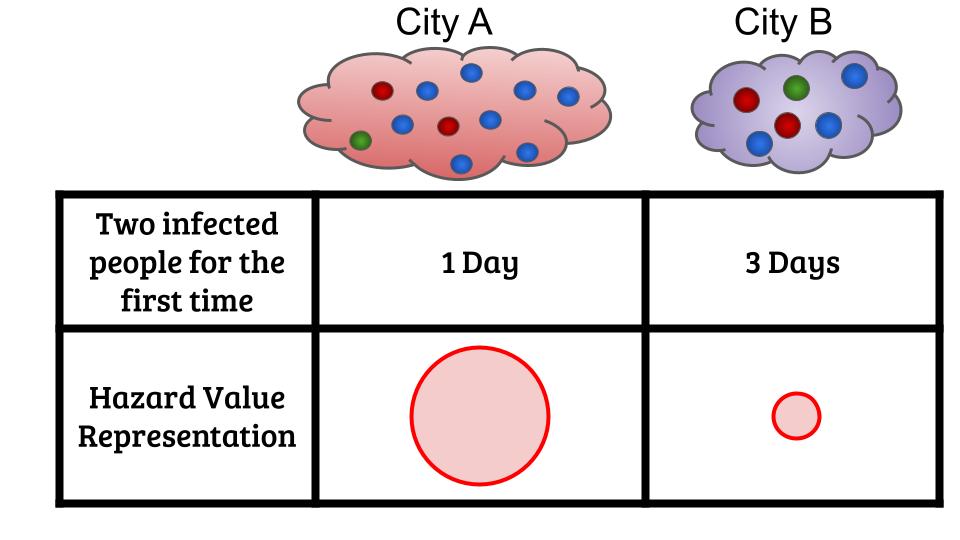 City A
City B
Two infected
people for the
first time
1 Day
3 Days
Hazard Value
Representation